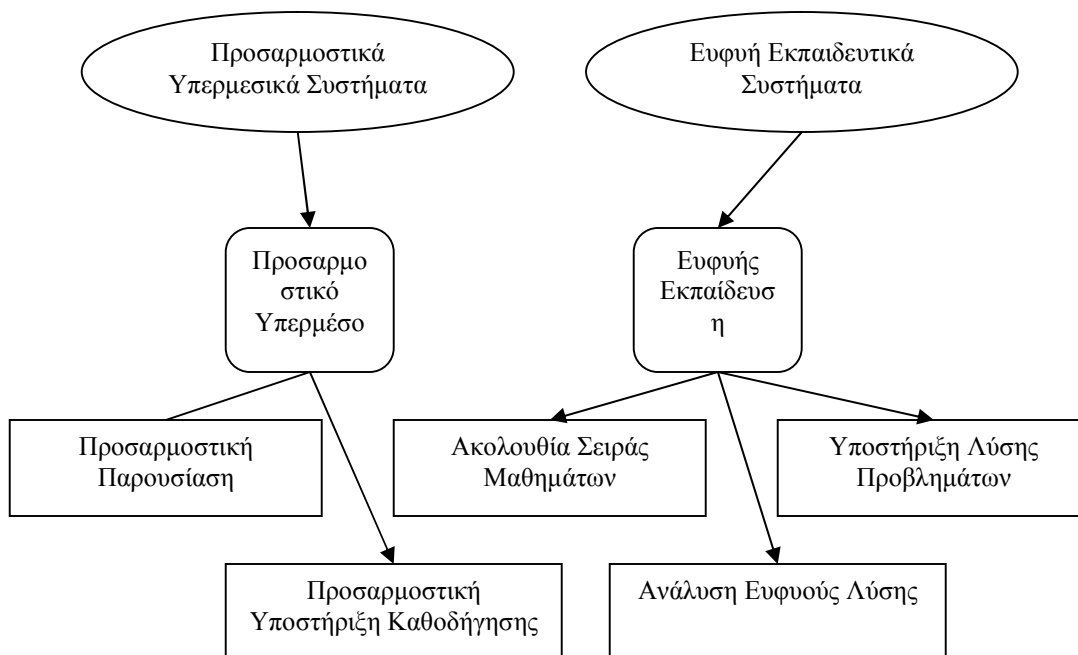 Προσαρμοστικά
Υπερμεσικά Συστήματα
Ευφυή Εκπαιδευτικά
Συστήματα
Προσαρμο
στικό
Υπερμέσο
Ευφυής
Εκπαίδευσ
η
Προσαρμοστική
Παρουσίαση
Ακολουθία Σειράς
Μαθημάτων
Υποστήριξη Λύσης
Προβλημάτων
Προσαρμοστική
Υποστήριξη Καθοδήγησης
Ανάλυση Ευφυούς Λύσης